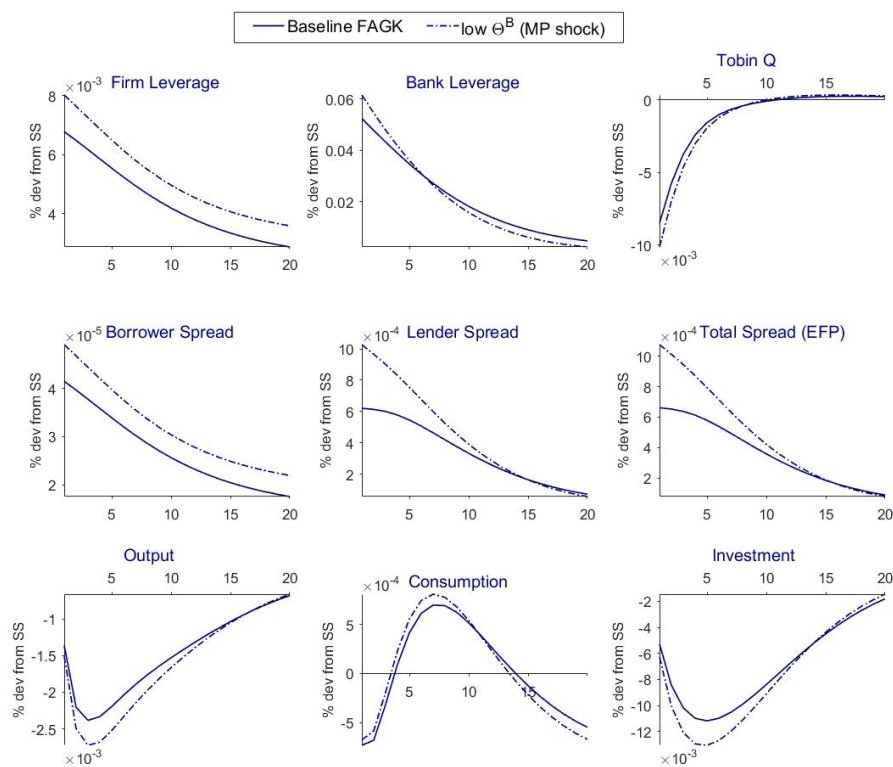 Baseline FAGK low Θ^B (MP shock)
Firm Leverage
×10^-3
% dev from SS
8
6
4
5 10 15 20
Bank Leverage
% dev from SS
0.06
0.04
0.02
5 10 15 20
Tobin Q
5 10 15
% dev from SS
0
-5
-10
×10^-3
Borrower Spread
×10^-5
% dev from SS
4
3
2
5 10 15 20
Lender Spread
×10^-4
% dev from SS
10
8
6
4
2
5 10 15 20
Total Spread (EFP)
×10^-4
% dev from SS
10
8
6
4
2
5 10 15 20
Output
5 10 15 20
% dev from SS
-1
-1.5
-2
-2.5
×10^-3
Consumption
×10^-4
% dev from SS
5
0
-5
5 10 15
Investment
5 10 15 20
% dev from SS
-2
-4
-6
-8
-10
-12
×10^-3